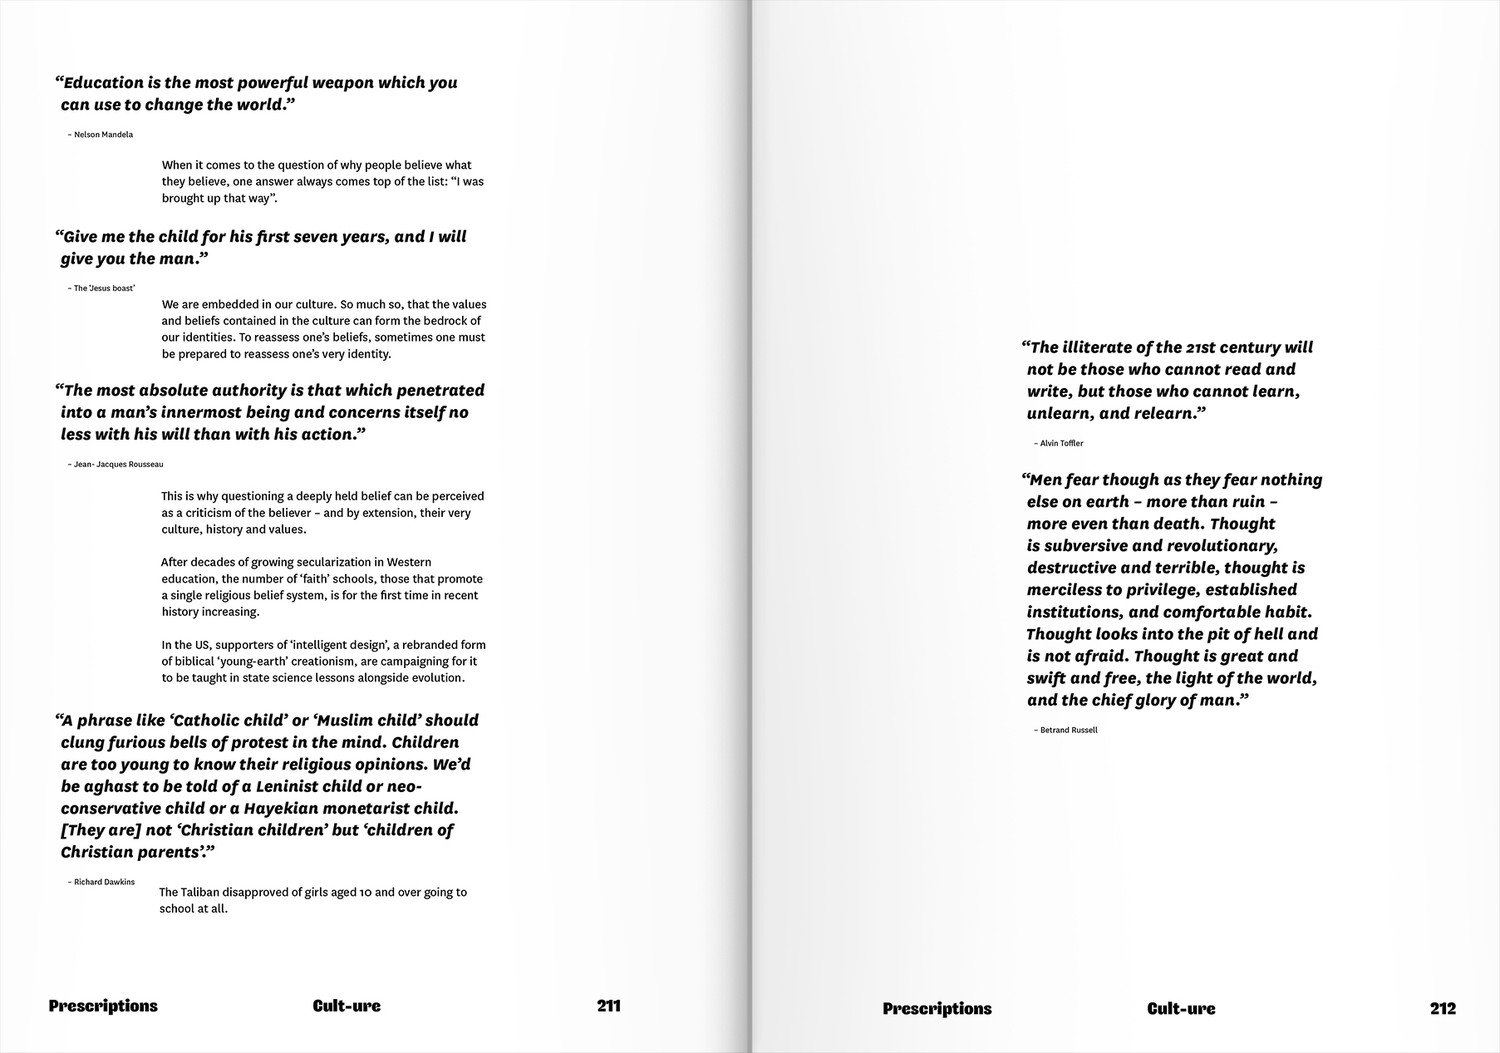 “Education is the most powerful weapon which you
can use to change the world.”
– Nelson Mandela
When it comes to the question of why people believe what
they believe, one answer always comes top of the list: “I was
brought up that way”.
“Give me the child for his first seven years, and I will
give you the man.”
– The ‘Jesus boast’
We are embedded in our culture. So much so, that the values
and beliefs contained in the culture can form the bedrock of
our identities. To reassess one’s beliefs, sometimes one must
be prepared to reassess one’s very identity.
“The most absolute authority is that which penetrated
into a man’s innermost being and concerns itself no
less with his will than with his action.”
– Jean- Jacques Rousseau
This is why questioning a deeply held belief can be perceived
as a criticism of the believer – and by extension, their very
culture, history and values.
After decades of growing secularization in Western
education, the number of ‘faith’ schools, those that promote
a single religious belief system, is for the first time in recent
history increasing.
In the US, supporters of ‘intelligent design’, a rebranded form
of biblical ‘young-earth’ creationism, are campaigning for it
to be taught in state science lessons alongside evolution.
“A phrase like ‘Catholic child’ or ‘Muslim child’ should
clung furious bells of protest in the mind. Children
are too young to know their religious opinions. We’d
be aghast to be told of a Leninist child or neo-
conservative child or a Hayekian monetarist child.
[They are] not ‘Christian children’ but ‘children of
Christian parents’.”
– Richard Dawkins
The Taliban disapproved of girls aged 10 and over going to
school at all.
Prescriptions Cult-ure 211
“The illiterate of the 21st century will
not be those who cannot read and
write, but those who cannot learn,
unlearn, and relearn.”
– Alvin Toffler
“Men fear though as they fear nothing
else on earth – more than ruin –
more even than death. Thought
is subversive and revolutionary,
destructive and terrible, thought is
merciless to privilege, established
institutions, and comfortable habit.
Thought looks into the pit of hell and
is not afraid. Thought is great and
swift and free, the light of the world,
and the chief glory of man.”
– Betrand Russell
Prescriptions Cult-ure 212